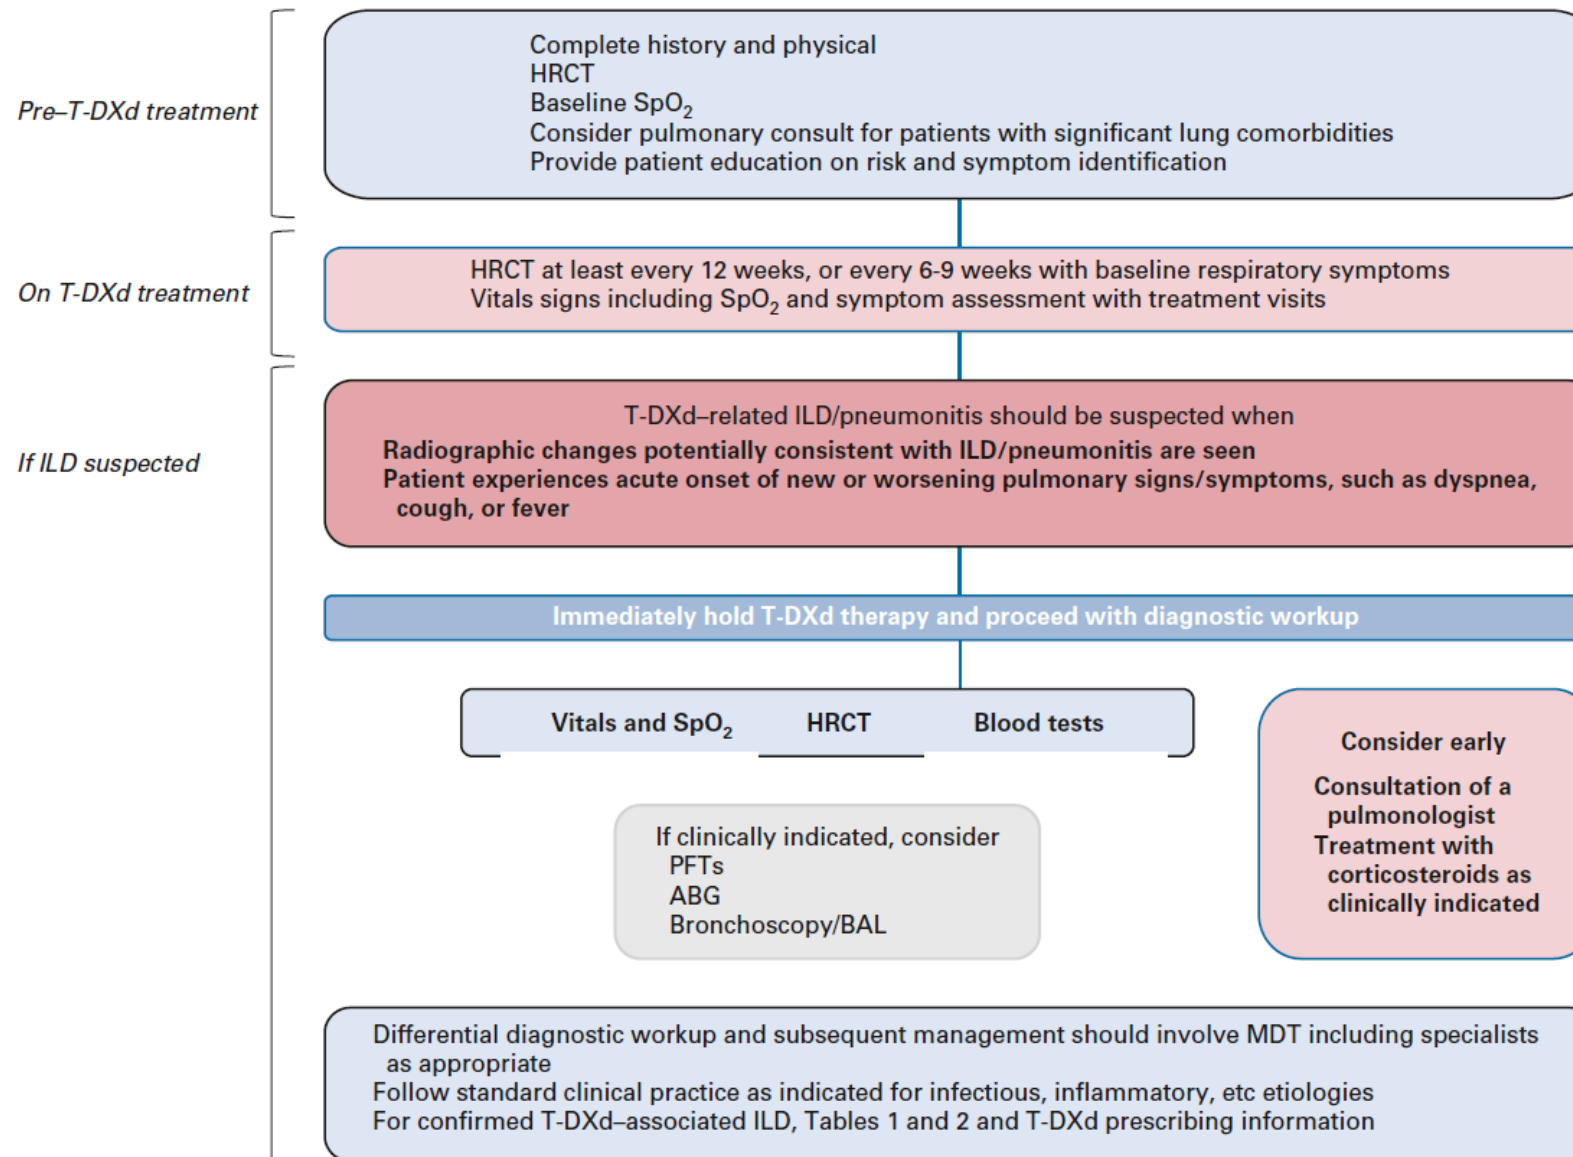 Pre–T-DXd treatment
Complete history and physical
HRCT
Baseline SpO₂
Consider pulmonary consult for patients with significant lung comorbidities
Provide patient education on risk and symptom identification
On T-DXd treatment
HRCT at least every 12 weeks, or every 6-9 weeks with baseline respiratory symptoms
Vitals signs including SpO₂ and symptom assessment with treatment visits
If ILD suspected
T-DXd–related ILD/pneumonitis should be suspected when
Radiographic changes potentially consistent with ILD/pneumonitis are seen
Patient experiences acute onset of new or worsening pulmonary signs/symptoms, such as dyspnea,
cough, or fever
Immediately hold T-DXd therapy and proceed with diagnostic workup
Vitals and SpO₂ HRCT Blood tests
If clinically indicated, consider
PFTs
ABG
Bronchoscopy/BAL
Consider early
Consultation of a
pulmonologist
Treatment with
corticosteroids as
clinically indicated
Differential diagnostic workup and subsequent management should involve MDT including specialists
as appropriate
Follow standard clinical practice as indicated for infectious, inflammatory, etc etiologies
For confirmed T-DXd–associated ILD, Tables 1 and 2 and T-DXd prescribing information